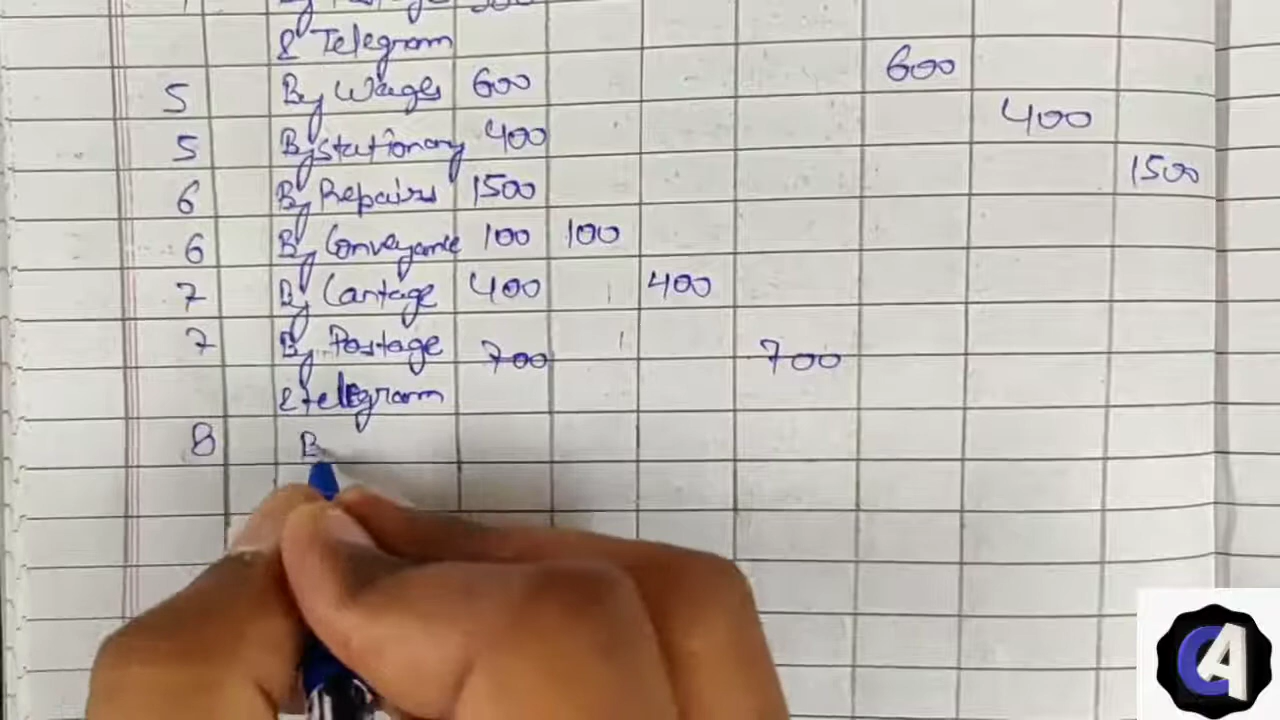 & Telegram
5 By Wages 600 600
5 By Stationary 400 400
6 By Repairs 1500 1500
6 By Conveyance 100 100
7 By Cartage 400 400
7 By Postage 700 700
& telegram
8 B
CA